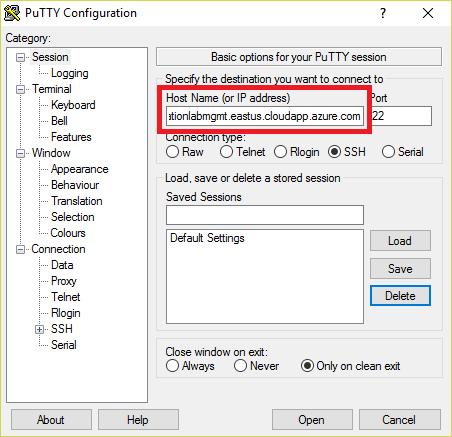 PuTTY Configuration
? X
Category:
Session
Logging
Terminal
Keyboard
Bell
Features
Window
Appearance
Behaviour
Translation
Selection
Colours
Connection
Data
Proxy
Telnet
Rlogin
SSH
Serial
Basic options for your PuTTY session
Specify the destination you want to connect to
Host Name (or IP address) Port
tionlabmgmt.eastus.cloudapp.azure.com 22
Connection type:
Raw Telnet Rlogin SSH Serial
Load, save or delete a stored session
Saved Sessions
Default Settings
Load
Save
Delete
Close window on exit:
Always Never Only on clean exit
About Help Open Cancel